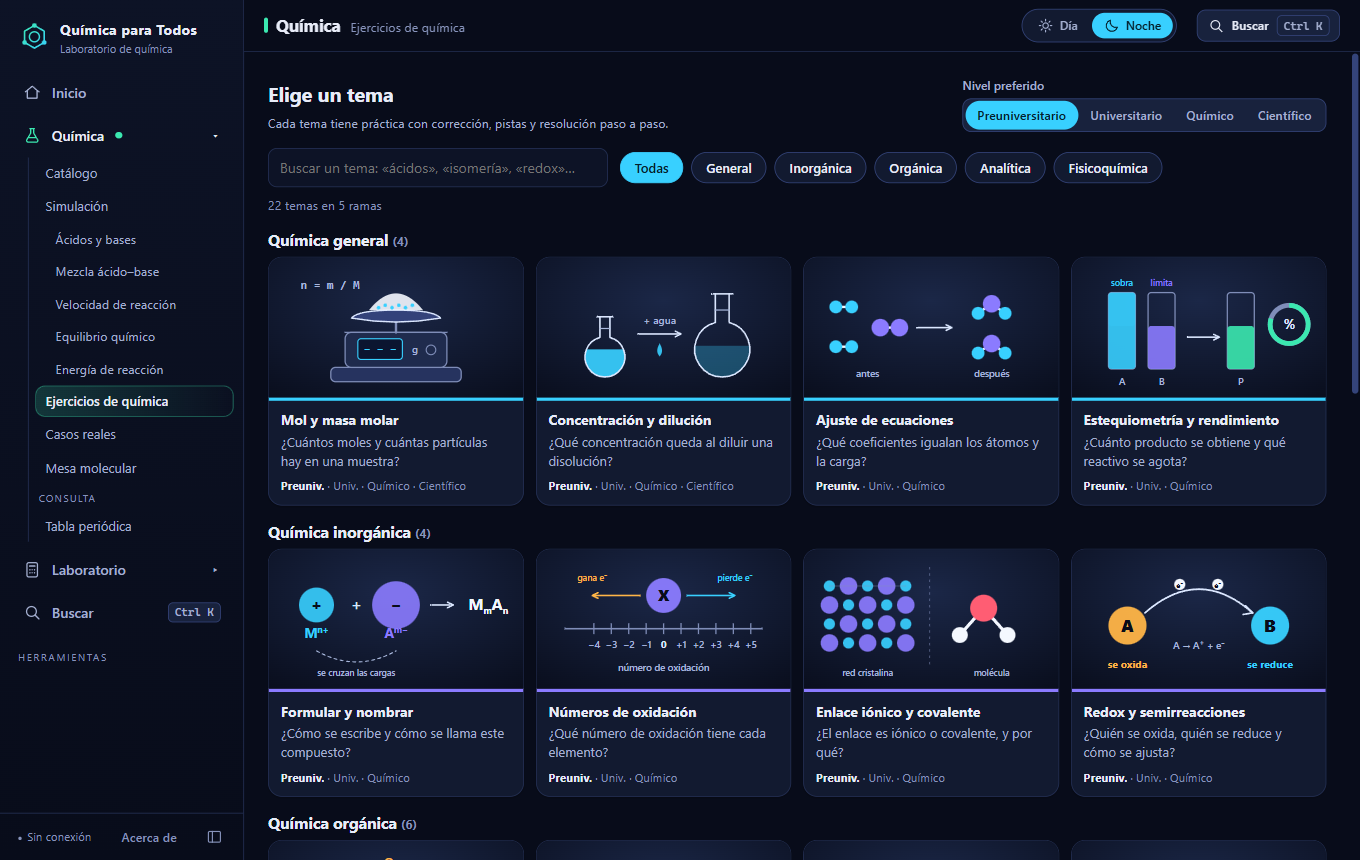 Química para Todos
Laboratorio de química
Inicio
Química
Catálogo
Simulación
Ácidos y bases
Mezcla ácido–base
Velocidad de reacción
Equilibrio químico
Energía de reacción
Ejercicios de química
Casos reales
Mesa molecular
CONSULTA
Tabla periódica
Laboratorio
Buscar Ctrl K
HERRAMIENTAS
Sin conexión Acerca de
Química Ejercicios de química
Día Noche Buscar Ctrl K
Elige un tema
Cada tema tiene práctica con corrección, pistas y resolución paso a paso.
Nivel preferido
Preuniversitario Universitario Químico Científico
Buscar un tema: «ácidos», «isomería», «redox»...
Todas General Inorgánica Orgánica Analítica Fisicoquímica
22 temas en 5 ramas
Química general (4)
n = m / M
– – – g
Mol y masa molar
¿Cuántos moles y cuántas partículas
hay en una muestra?
Preuniv. · Univ. · Químico · Científico
+ agua
Concentración y dilución
¿Qué concentración queda al diluir una
disolución?
Preuniv. · Univ. · Químico · Científico
antes después
Ajuste de ecuaciones
¿Qué coeficientes igualan los átomos y
la carga?
Preuniv. · Univ. · Químico
sobra limita
%
A B P
Estequiometría y rendimiento
¿Cuánto producto se obtiene y qué
reactivo se agota?
Preuniv. · Univ. · Químico
Química inorgánica (4)
+ + − MₘAₙ
Mⁿ⁺ Aᵐ⁻
se cruzan las cargas
Formular y nombrar
¿Cómo se escribe y cómo se llama este
compuesto?
Preuniv. · Univ. · Químico
gana e⁻ pierde e⁻
X
−4 −3 −2 −1 0 +1 +2 +3 +4 +5
número de oxidación
Números de oxidación
¿Qué número de oxidación tiene cada
elemento?
Preuniv. · Univ. · Químico
red cristalina molécula
Enlace iónico y covalente
¿El enlace es iónico o covalente, y por
qué?
Preuniv. · Univ. · Químico
e⁻ e⁻
A B
A → A⁺ + e⁻
se oxida se reduce
Redox y semirreacciones
¿Quién se oxida, quién se reduce y
cómo se ajusta?
Preuniv. · Univ. · Químico
Química orgánica (6)